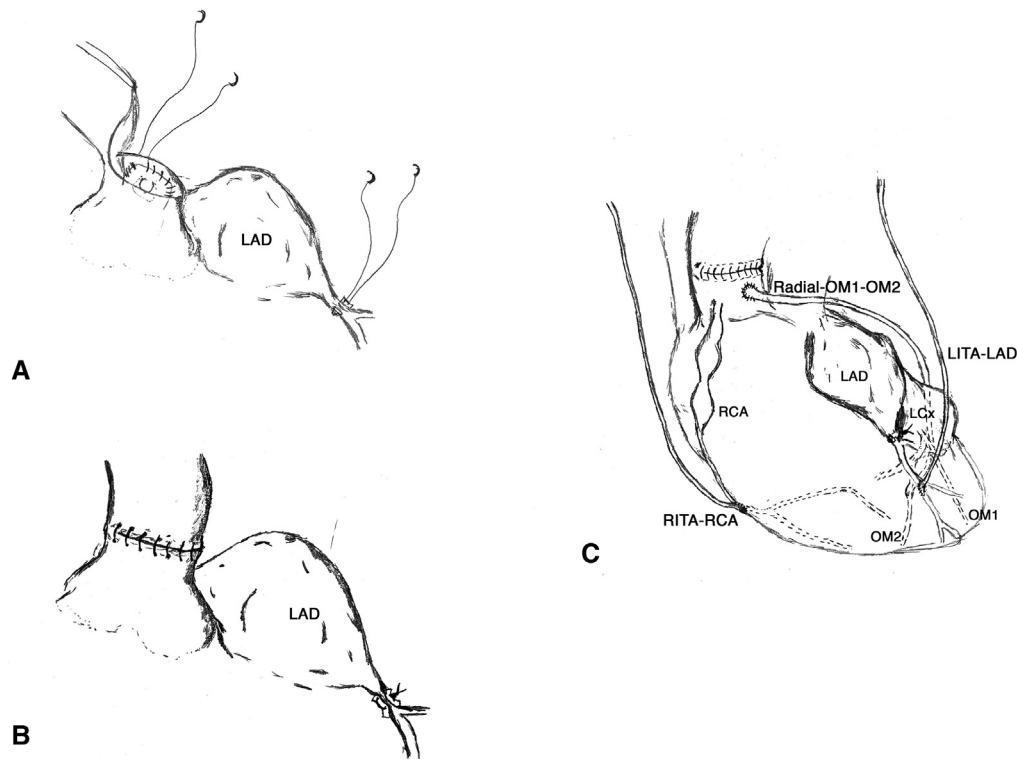 LAD
A
LAD
B
Radial-OM1-OM2
LITA-LAD
LAD
LCx
RCA
RITA-RCA
OM1
OM2
C